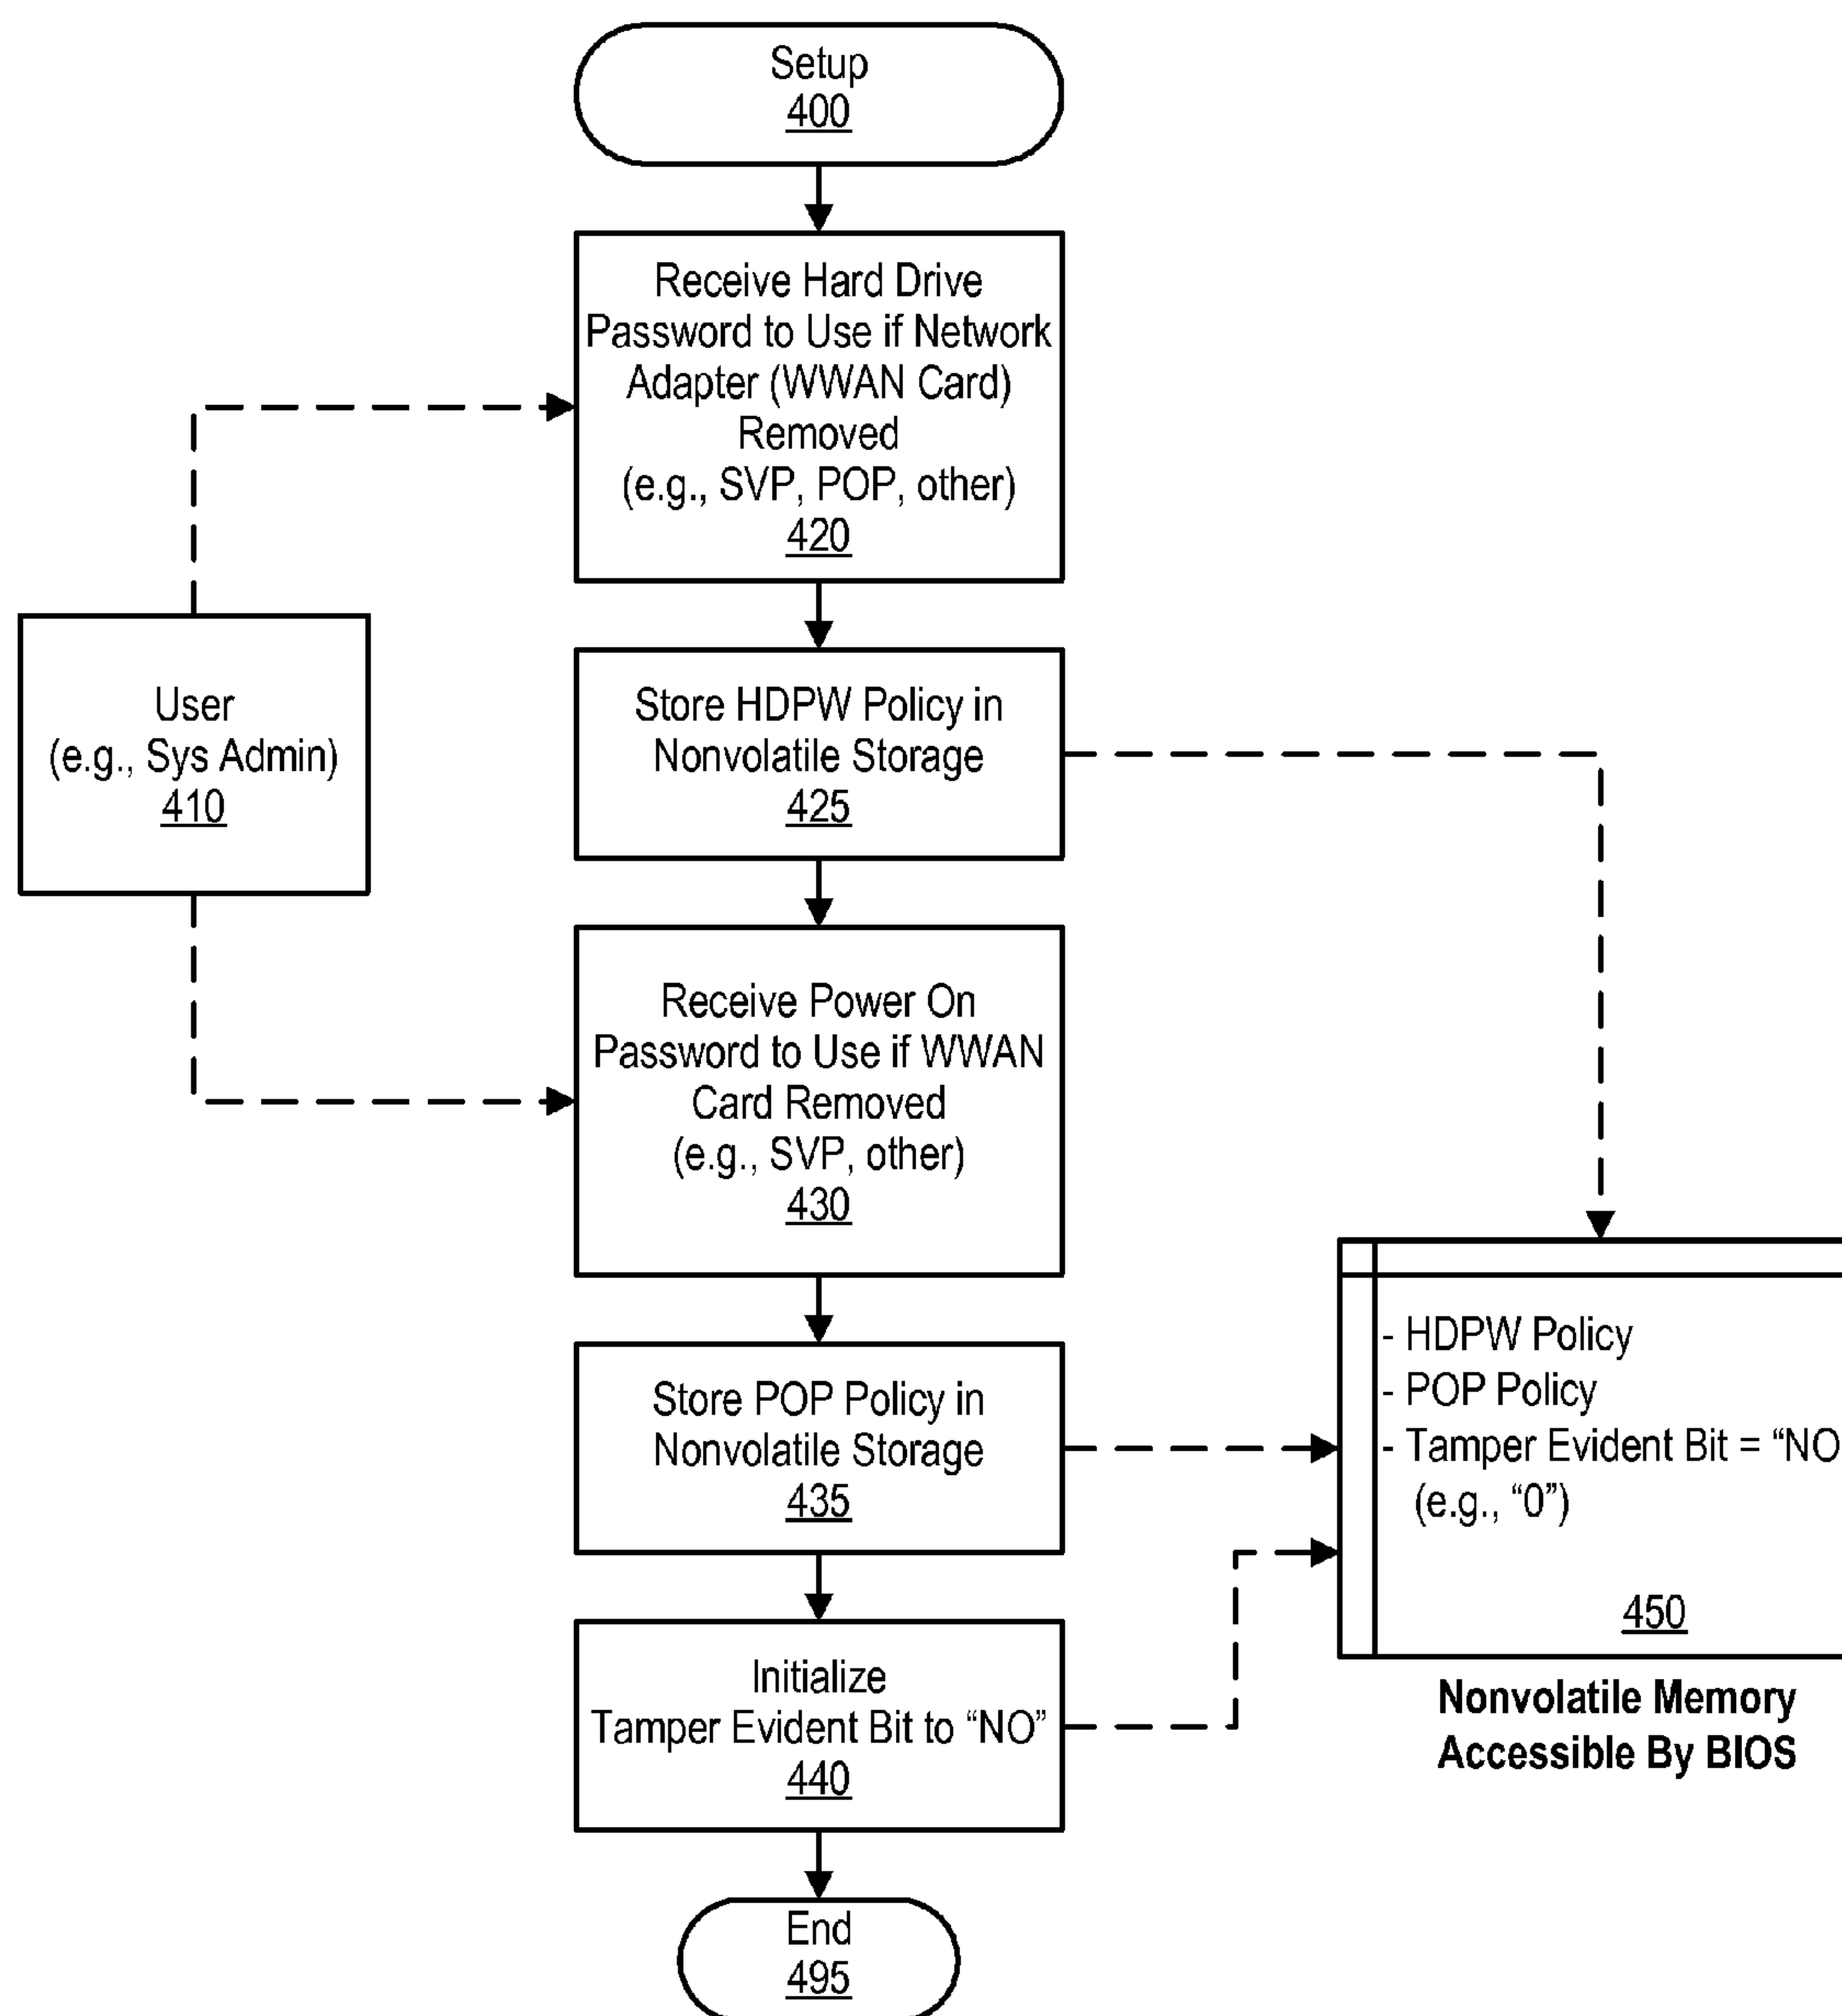 Setup
400
Receive Hard Drive
Password to Use if Network
Adapter (WWAN Card)
Removed
(e.g., SVP, POP, other)
420
User
(e.g., Sys Admin)
410
Store HDPW Policy in
Nonvolatile Storage
425
Receive Power On
Password to Use if WWAN
Card Removed
(e.g., SVP, other)
430
Store POP Policy in
Nonvolatile Storage
435
Initialize
Tamper Evident Bit to “NO”
440
End
495
- HDPW Policy
- POP Policy
- Tamper Evident Bit = “NO
(e.g., “0”)
450
Nonvolatile Memory
Accessible By BIOS